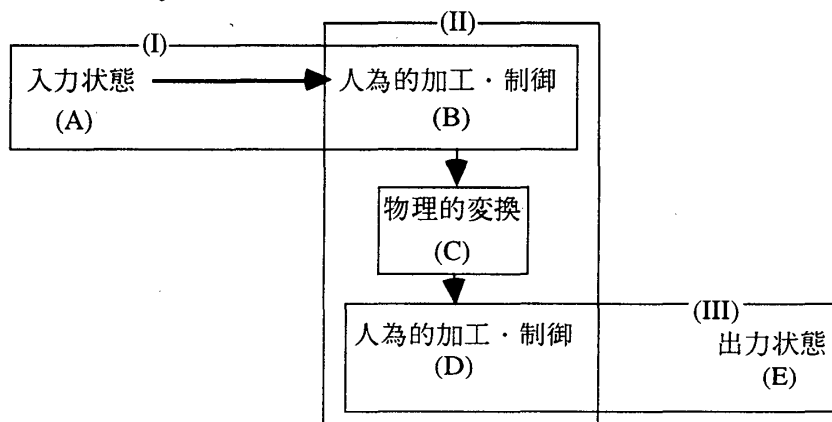 (II)
(I)
入力状態
人為的加工・制御
(A)
(B)
物理的変換
(C)
(III)
人為的加工・制御
出力状態
(D)
(E)